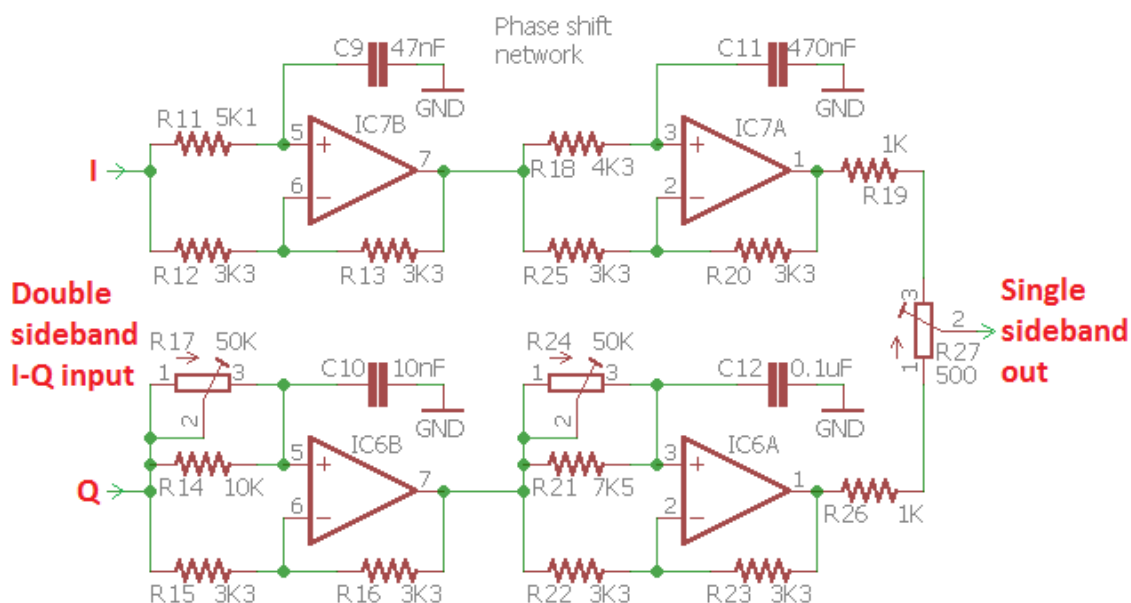 Phase shift
network
C9 47nF
GND
C11 470nF
GND
R11 5K1
5
IC7B
7
6
+
−
R18 4K3
3
IC7A
1
2
+
−
1K
R19
I
R12 3K3
R13 3K3
R25 3K3
R20 3K3
Double
sideband
I-Q input
3
2
R27
500
1
Single
sideband
out
R17 50K
1
3
2
C10 10nF
GND
R24 50K
1
3
2
C12 0.1uF
GND
R14 10K
5
IC6B
7
6
+
−
R21 7K5
3
IC6A
1
2
+
−
R26 1K
Q
R15 3K3
R16 3K3
R22 3K3
R23 3K3